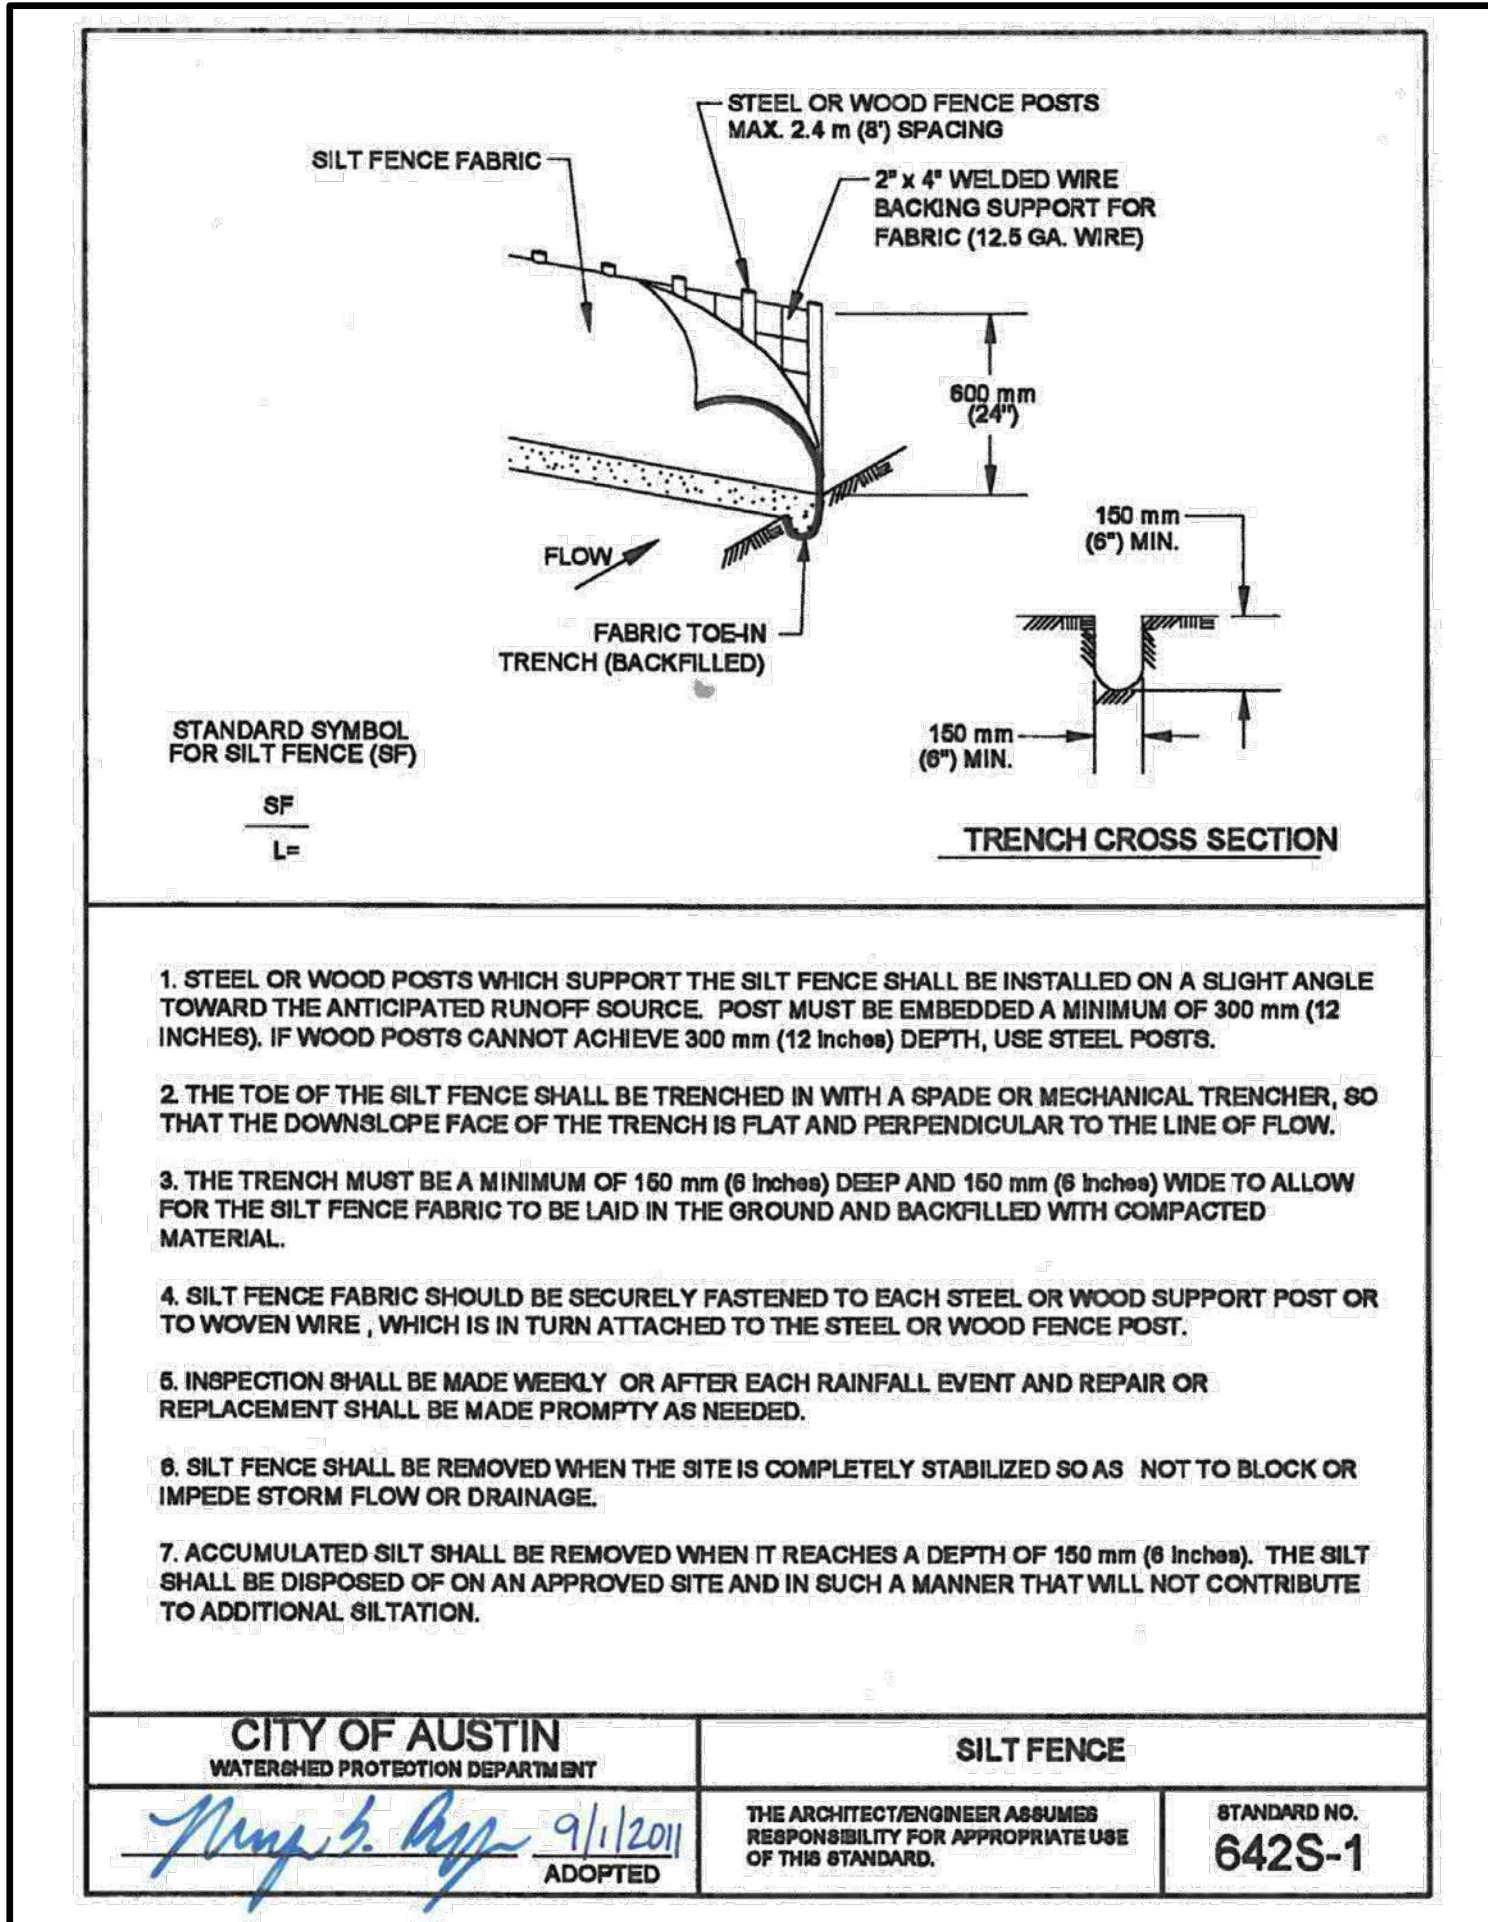 STEEL OR WOOD FENCE POSTS
MAX. 2.4 m (8') SPACING
SILT FENCE FABRIC
2" x 4" WELDED WIRE
BACKING SUPPORT FOR
FABRIC (12.5 GA. WIRE)
600 mm
(24")
150 mm
(6") MIN.
FLOW
FABRIC TOE-IN
TRENCH (BACKFILLED)
STANDARD SYMBOL
FOR SILT FENCE (SF)
SF
L=
150 mm
(6") MIN.
TRENCH CROSS SECTION
1. STEEL OR WOOD POSTS WHICH SUPPORT THE SILT FENCE SHALL BE INSTALLED ON A SLIGHT ANGLE
TOWARD THE ANTICIPATED RUNOFF SOURCE. POST MUST BE EMBEDDED A MINIMUM OF 300 mm (12
INCHES). IF WOOD POSTS CANNOT ACHIEVE 300 mm (12 inches) DEPTH, USE STEEL POSTS.
2. THE TOE OF THE SILT FENCE SHALL BE TRENCHED IN WITH A SPADE OR MECHANICAL TRENCHER, SO
THAT THE DOWNSLOPE FACE OF THE TRENCH IS FLAT AND PERPENDICULAR TO THE LINE OF FLOW.
3. THE TRENCH MUST BE A MINIMUM OF 150 mm (6 inches) DEEP AND 150 mm (6 inches) WIDE TO ALLOW
FOR THE SILT FENCE FABRIC TO BE LAID IN THE GROUND AND BACKFILLED WITH COMPACTED
MATERIAL.
4. SILT FENCE FABRIC SHOULD BE SECURELY FASTENED TO EACH STEEL OR WOOD SUPPORT POST OR
TO WOVEN WIRE , WHICH IS IN TURN ATTACHED TO THE STEEL OR WOOD FENCE POST.
5. INSPECTION SHALL BE MADE WEEKLY OR AFTER EACH RAINFALL EVENT AND REPAIR OR
REPLACEMENT SHALL BE MADE PROMPTY AS NEEDED.
6. SILT FENCE SHALL BE REMOVED WHEN THE SITE IS COMPLETELY STABILIZED SO AS NOT TO BLOCK OR
IMPEDE STORM FLOW OR DRAINAGE.
7. ACCUMULATED SILT SHALL BE REMOVED WHEN IT REACHES A DEPTH OF 150 mm (6 inches). THE SILT
SHALL BE DISPOSED OF ON AN APPROVED SITE AND IN SUCH A MANNER THAT WILL NOT CONTRIBUTE
TO ADDITIONAL SILTATION.
CITY OF AUSTIN
WATERSHED PROTECTION DEPARTMENT
SILT FENCE
9/1/2011
ADOPTED
THE ARCHITECT/ENGINEER ASSUMES
RESPONSIBILITY FOR APPROPRIATE USE
OF THIS STANDARD.
STANDARD NO.
642S-1